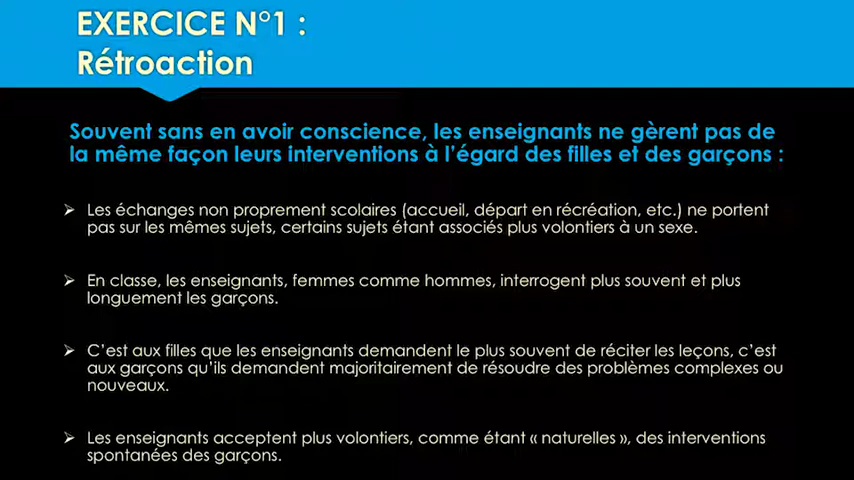 EXERCICE N°1 :
Rétroaction
Souvent sans en avoir conscience, les enseignants ne gèrent pas de
la même façon leurs interventions à l'égard des filles et des garçons :
➢ Les échanges non proprement scolaires (accueil, départ en récréation, etc.) ne portent
pas sur les mêmes sujets, certains sujets étant associés plus volontiers à un sexe.
➢ En classe, les enseignants, femmes comme hommes, interrogent plus souvent et plus
longuement les garçons.
➢ C'est aux filles que les enseignants demandent le plus souvent de réciter les leçons, c'est
aux garçons qu'ils demandent majoritairement de résoudre des problèmes complexes ou
nouveaux.
➢ Les enseignants acceptent plus volontiers, comme étant « naturelles », des interventions
spontanées des garçons.